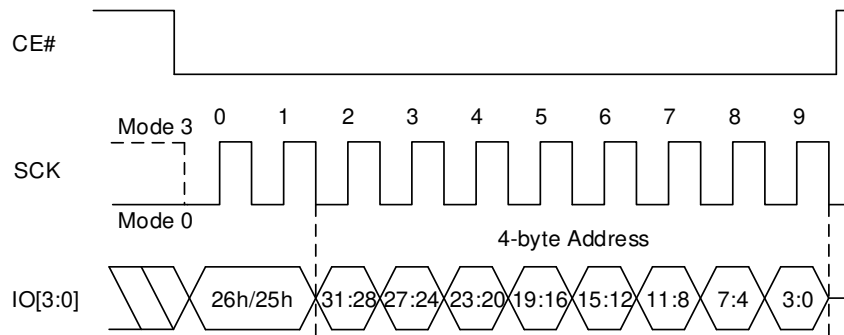 CE#
0 1 2 3 4 5 6 7 8 9
Mode 3
SCK
Mode 0
4-byte Address
IO[3:0] 26h/25h 31:28 27:24 23:20 19:16 15:12 11:8 7:4 3:0